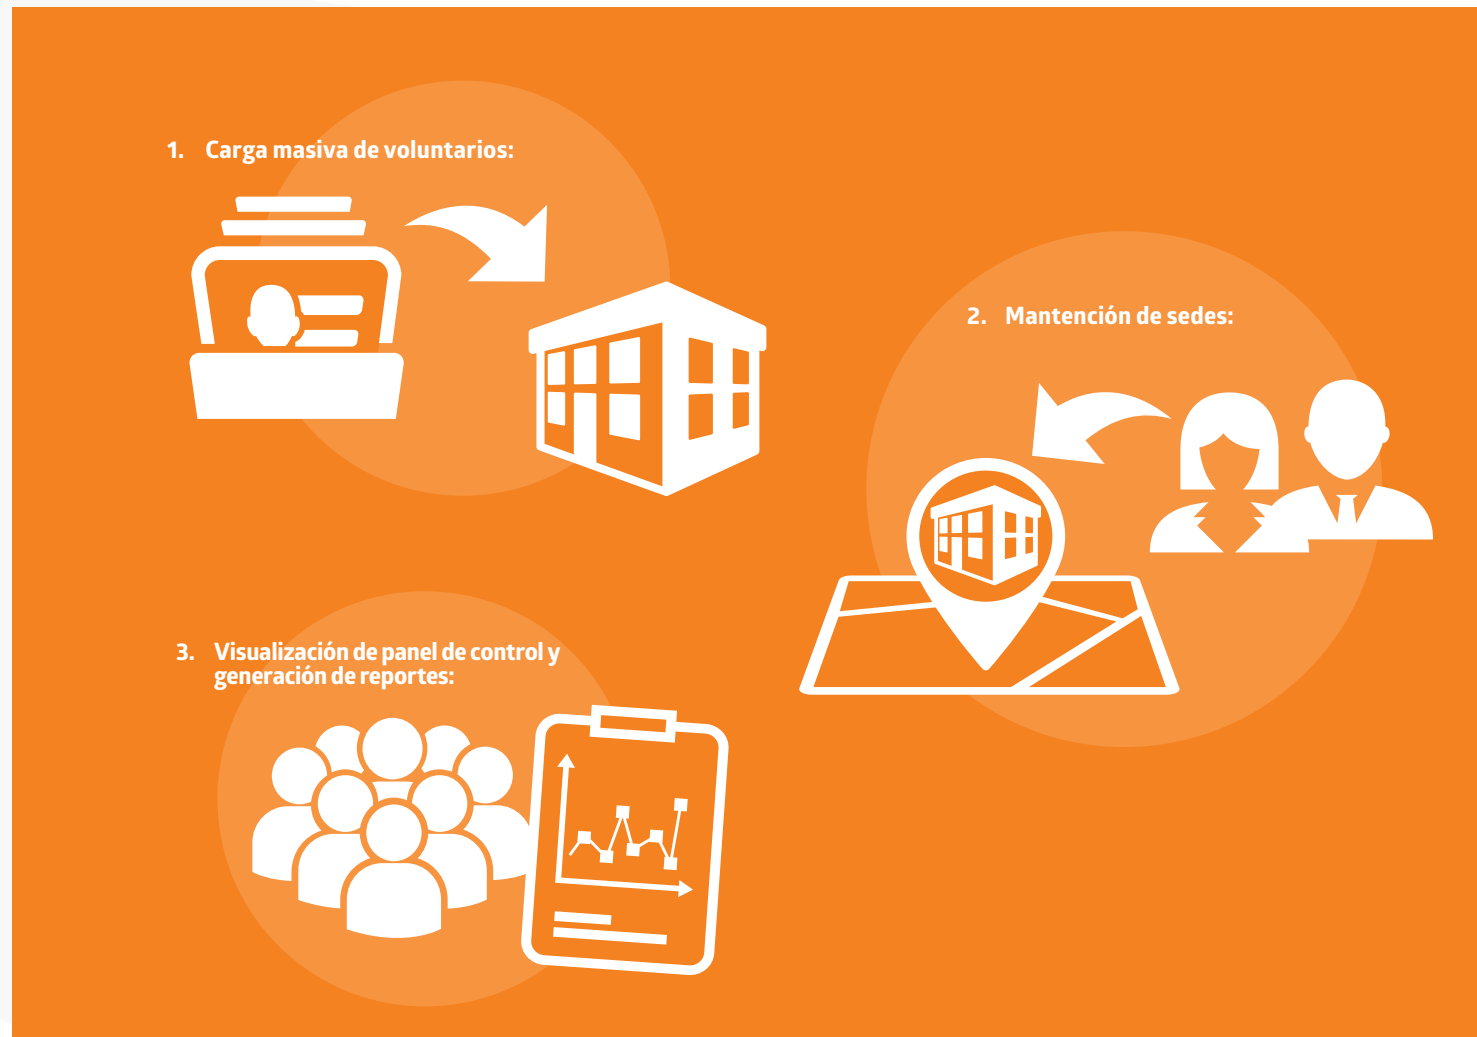 1. Carga masiva de voluntarios:
2. Mantención de sedes:
3. Visualización de panel de control y
generación de reportes: